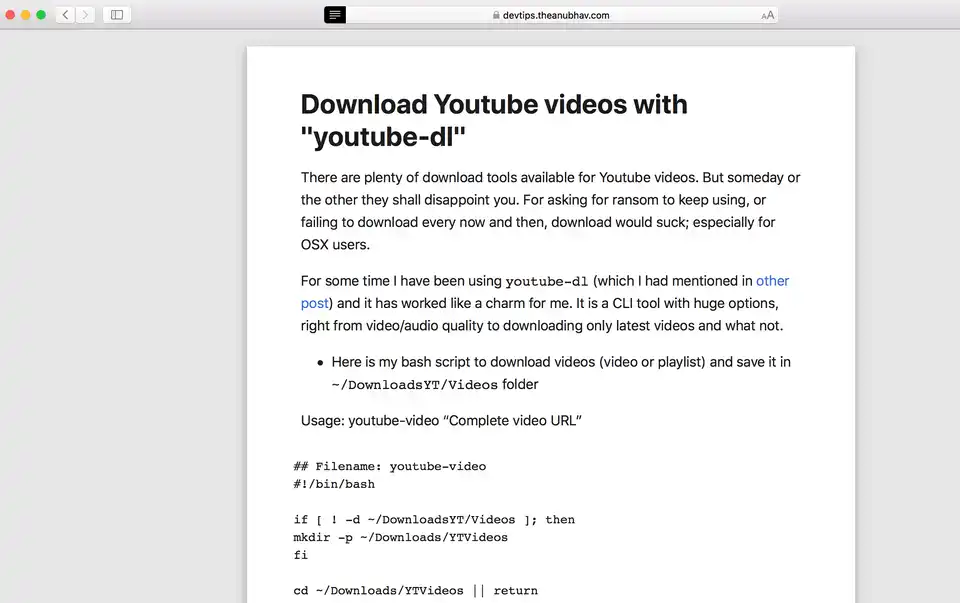 devtips.theanubhav.com
AA
Download Youtube videos with
"youtube-dl"
There are plenty of download tools available for Youtube videos. But someday or
the other they shall disappoint you. For asking for ransom to keep using, or
failing to download every now and then, download would suck; especially for
OSX users.
For some time I have been using youtube-dl (which I had mentioned in other
post) and it has worked like a charm for me. It is a CLI tool with huge options,
right from video/audio quality to downloading only latest videos and what not.
• Here is my bash script to download videos (video or playlist) and save it in
~/DownloadsYT/Videos folder
Usage: youtube-video “Complete video URL”
## Filename: youtube-video
#!/bin/bash
if [ ! -d ~/DownloadsYT/Videos ]; then
mkdir -p ~/Downloads/YTVideos
fi
cd ~/Downloads/YTVideos || return